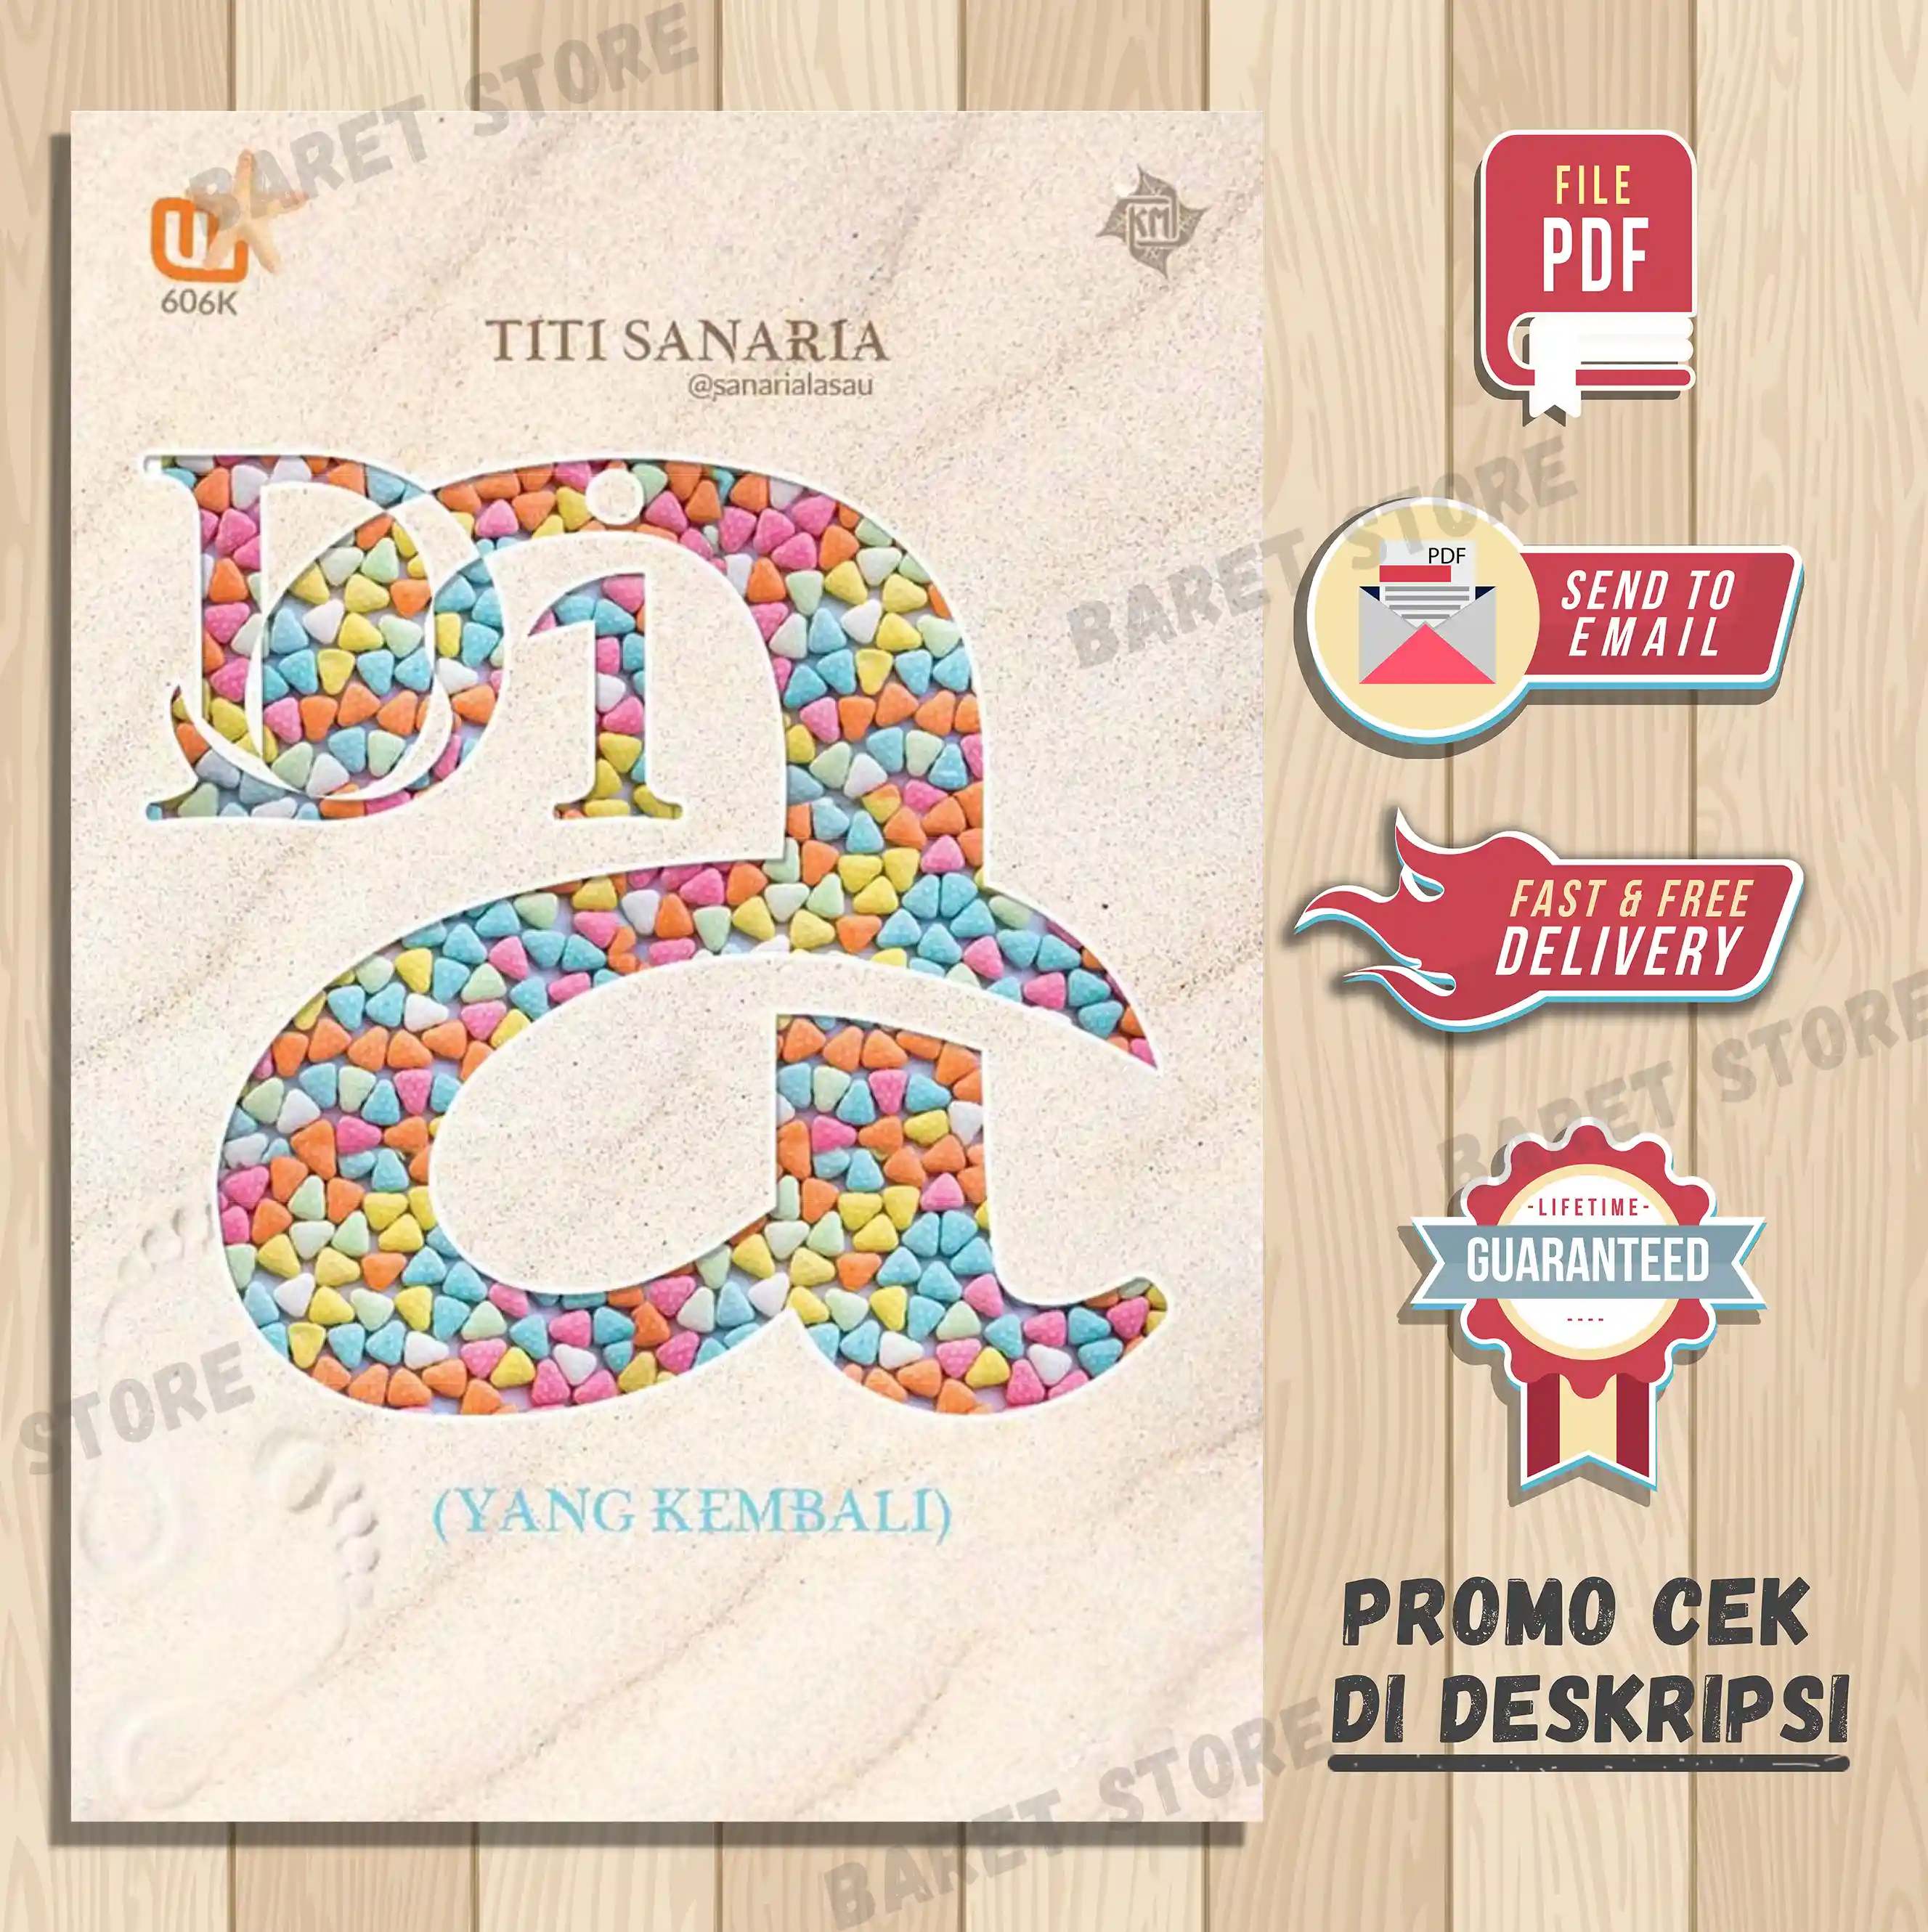 BARET STORE
606K
KM
TITI SANARIA
@sanarialasau
Dia
(YANG KEMBALI)
FILE
PDF
BARET STORE
PDF
SEND TO
EMAIL
FAST & FREE
DELIVERY
BARET STORE
-LIFETIME-
GUARANTEED
----
STORE
PROMO CEK
DI DESKRIPSI
BARET STORE